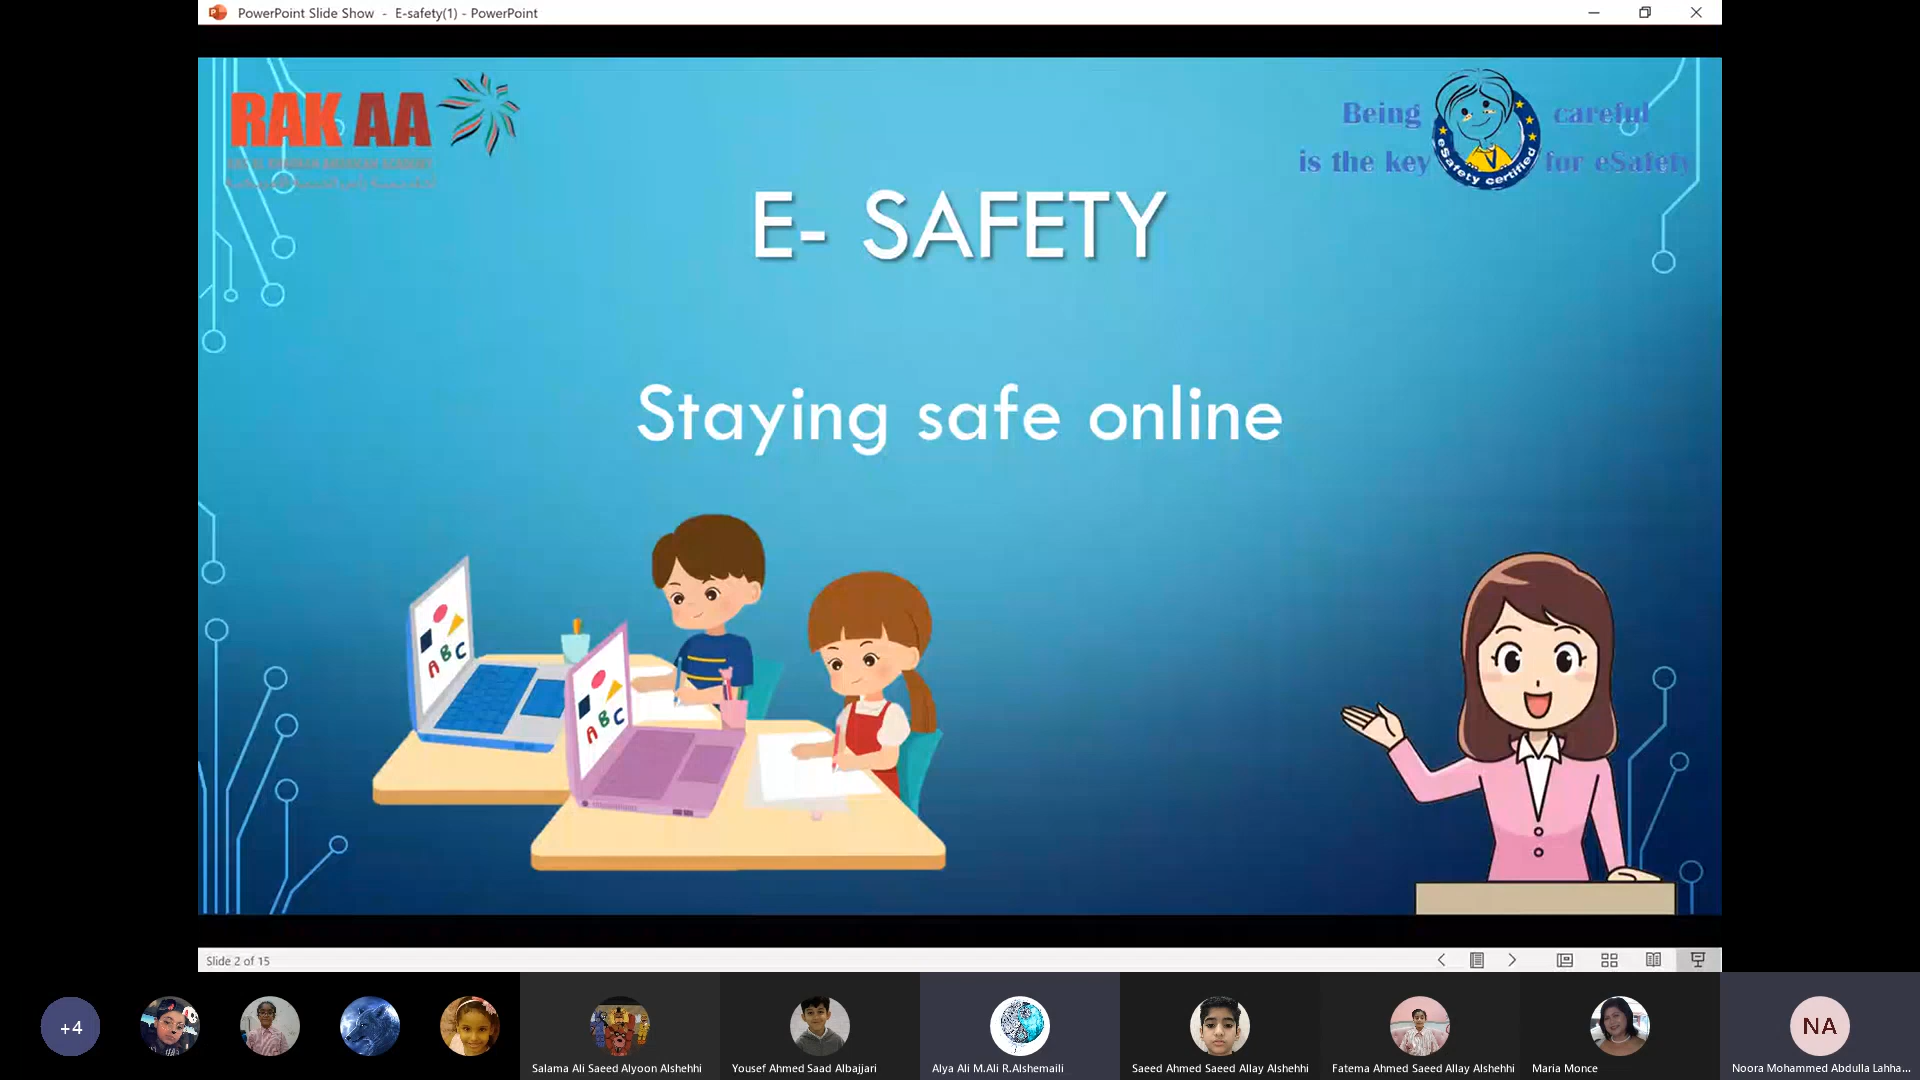 PowerPoint Slide Show - E-safety(1) - PowerPoint
RAK AA
Being careful
is the key for eSafety
eSafety certified
E- SAFETY
Staying safe online
ABC
ABC
Slide 2 of 15
+4
NA
Salama Ali Saeed Alyoon Alshehhi
Yousef Ahmed Saad Albajjari
Alya Ali M.Ali R.Alshemaili
Saeed Ahmed Saeed Allay Alshehhi
Fatema Ahmed Saeed Allay Alshehhi
Maria Monce
Noora Mohammed Abdulla Lahha...